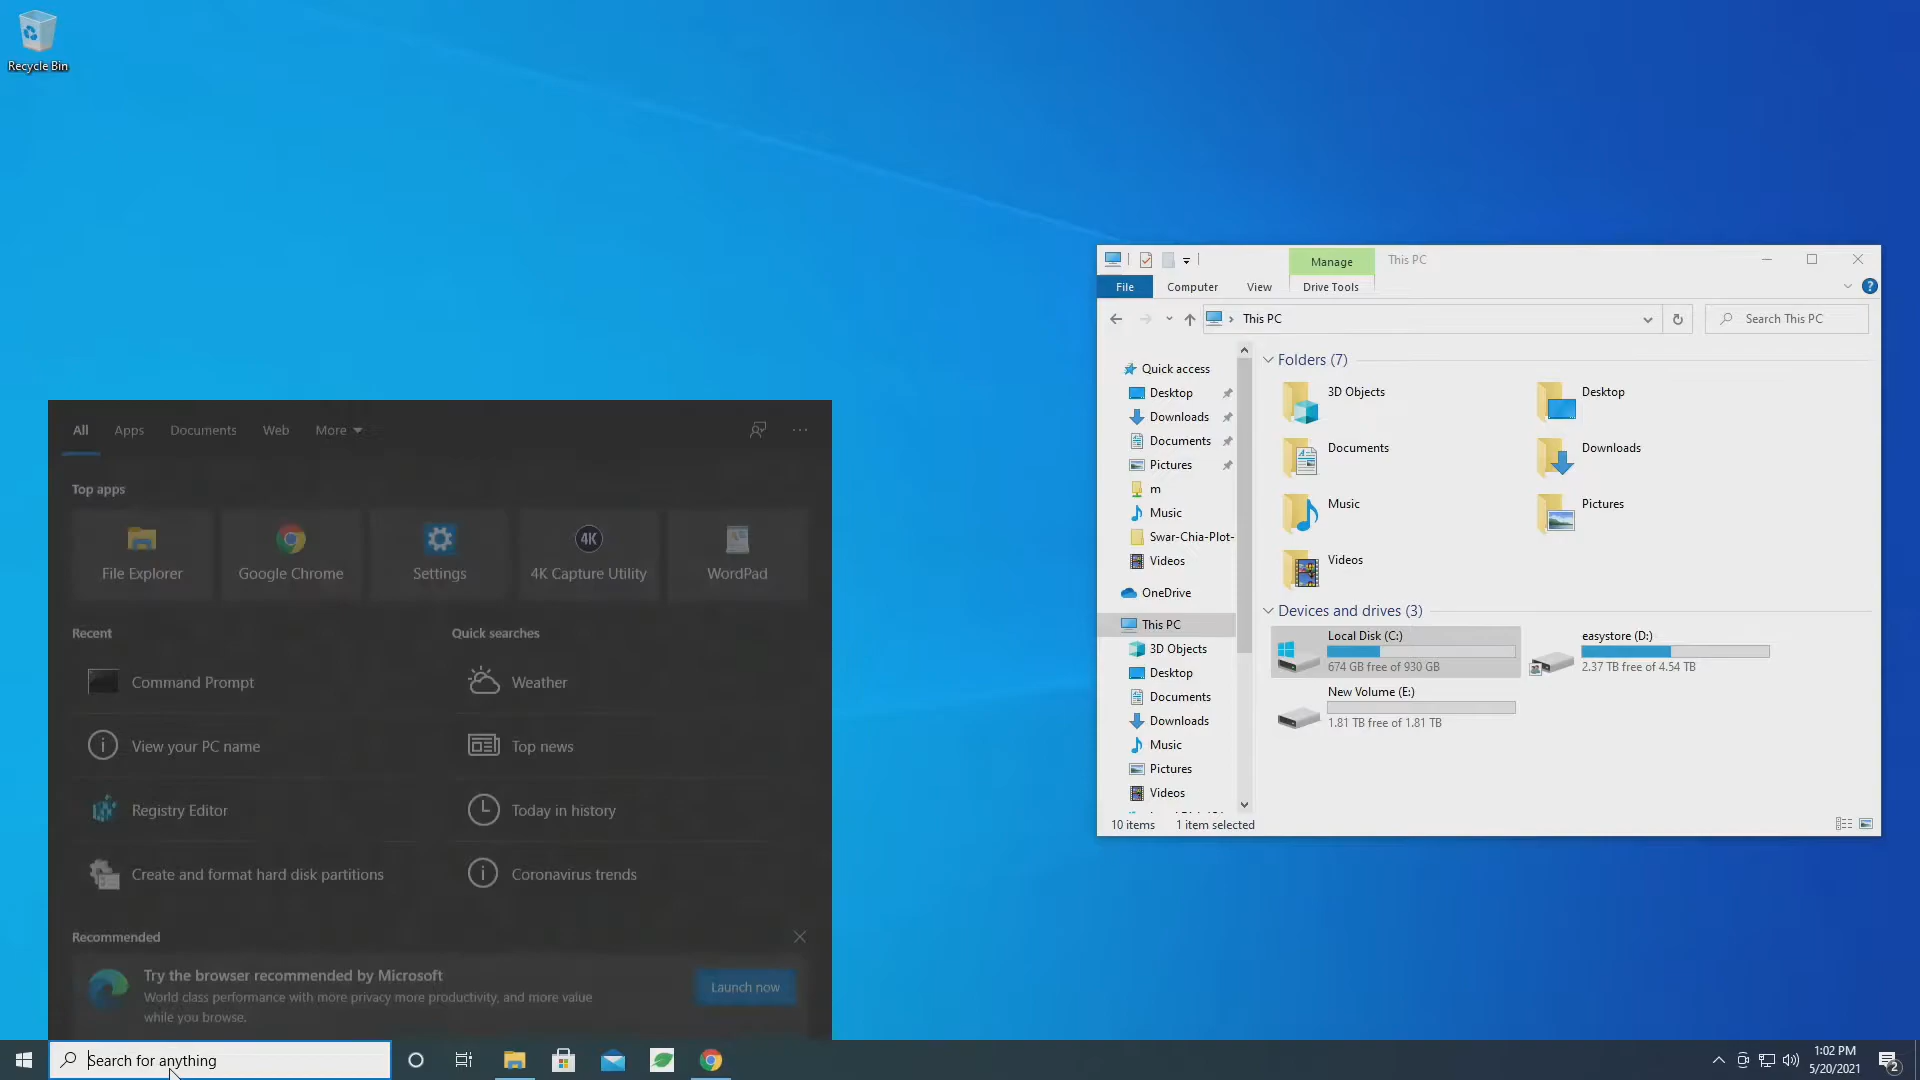 Recycle Bin
Manage
This PC
File
Computer
View
Drive Tools
This PC
Search This PC
Quick access
Desktop
Downloads
Documents
Pictures
m
Music
Swar-Chia-Plot-
Videos
OneDrive
This PC
3D Objects
Desktop
Documents
Downloads
Music
Pictures
Videos
Folders (7)
3D Objects
Desktop
Documents
Downloads
Music
Pictures
Videos
Devices and drives (3)
Local Disk (C:)
674 GB free of 930 GB
easystore (D:)
2.37 TB free of 4.54 TB
New Volume (E:)
1.81 TB free of 1.81 TB
10 items
1 item selected
All
Apps
Documents
Web
More
Top apps
File Explorer
Google Chrome
Settings
4K
4K Capture Utility
WordPad
Recent
Quick searches
Command Prompt
Weather
View your PC name
Top news
Registry Editor
Today in history
Create and format hard disk partitions
Coronavirus trends
Recommended
Try the browser recommended by Microsoft
World class performance with more privacy more productivity, and more value
while you browse.
Launch now
Search for anything
1:02 PM
5/20/2021
2